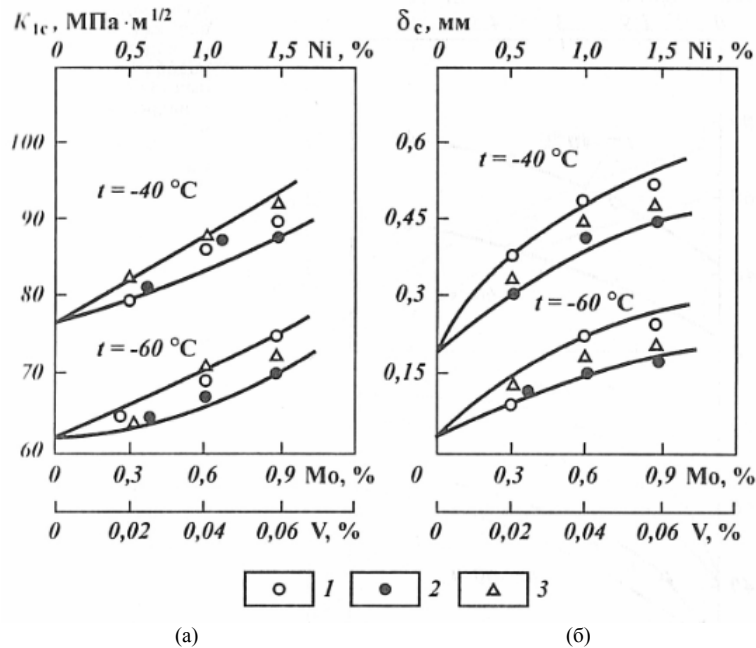 K1c, МПа·м^1/2
δc, мм
0 0,5 1,0 1,5 Ni, %
0 0,5 1,0 1,5 Ni, %
100
90
80
70
60
t = -40 °C
t = -60 °C
0,6
0,45
0,3
0,15
0
t = -40 °C
t = -60 °C
0,3 0,6 0,9 Mo, %
0,3 0,6 0,9 Mo, %
0 0,02 0,04 0,06 V, %
0 0,02 0,04 0,06 V, %
1 2 3
(а) (б)